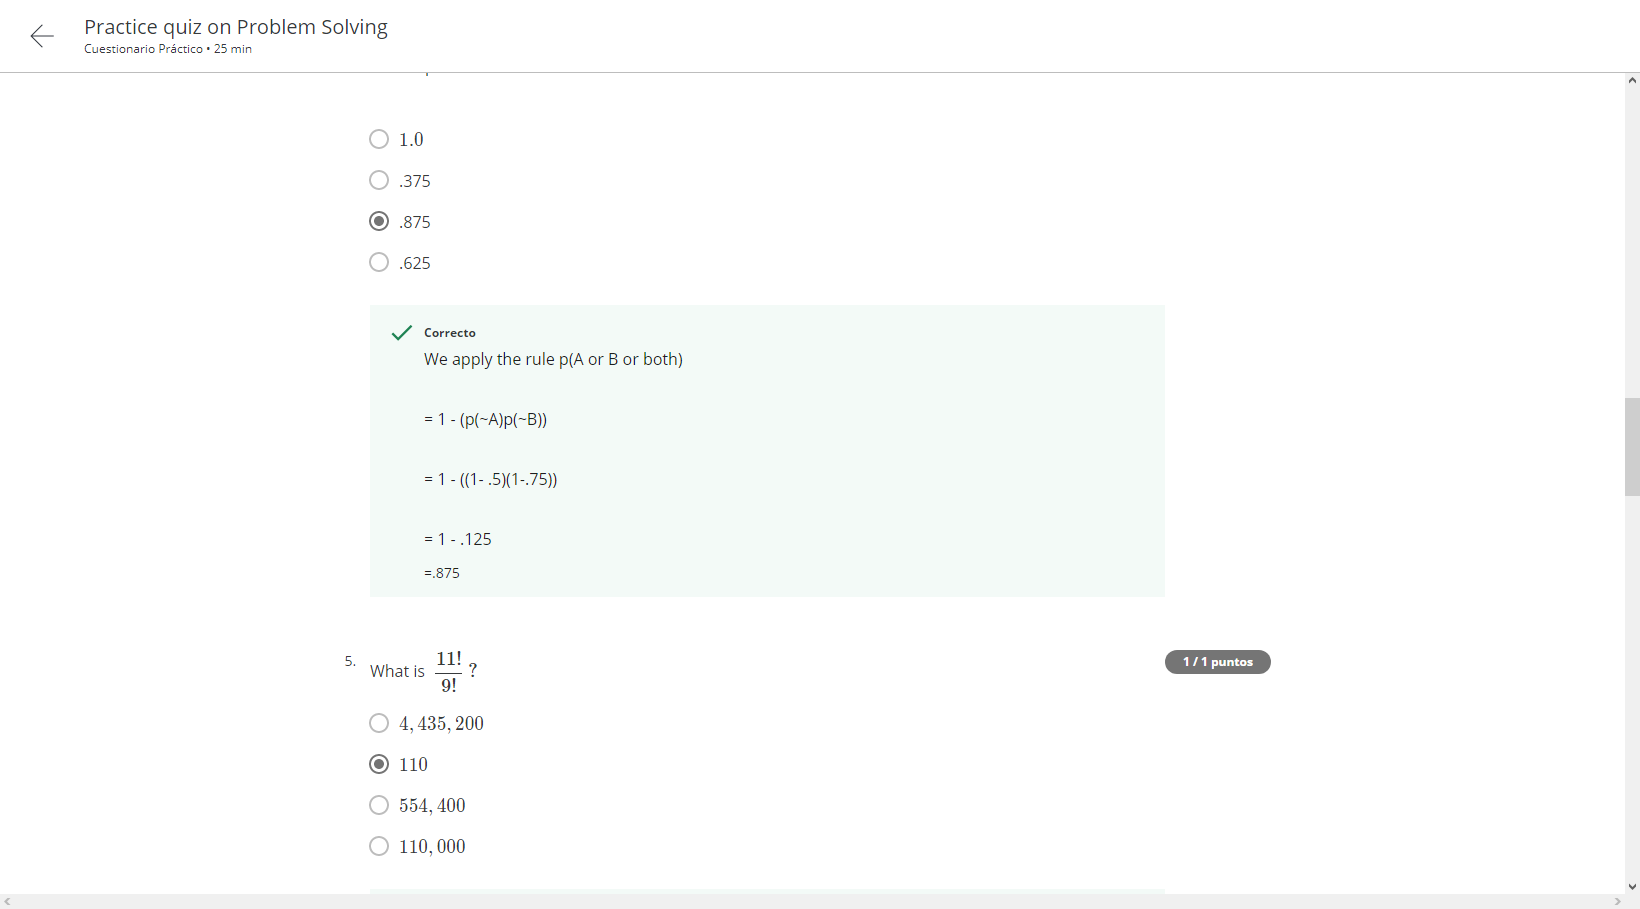 Practice quiz on Problem Solving
Cuestionario Práctico • 25 min
1.0
.375
.875
.625
Correcto
We apply the rule p(A or B or both)
= 1 - (p(~A)p(~B))
= 1 - ((1- .5)(1-.75))
= 1 - .125
=.875
5. What is 11!/9! ?
1 / 1 puntos
4, 435, 200
110
554, 400
110, 000